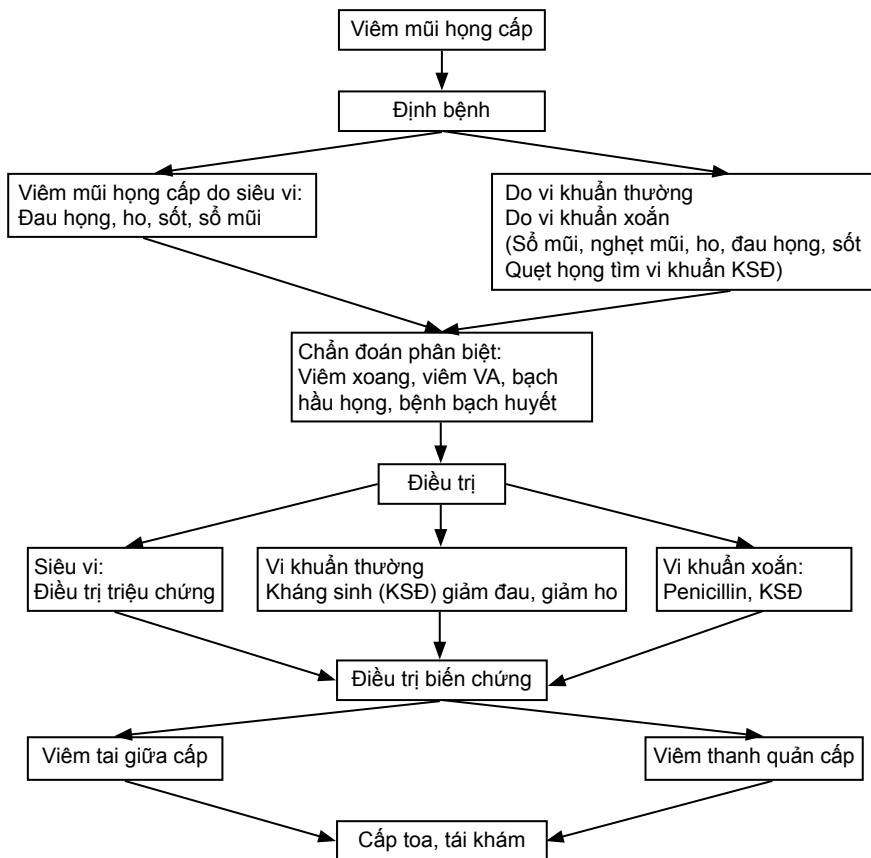 Viêm mũi họng cấp
Định bệnh
Viêm mũi họng cấp do siêu vi:
Đau họng, ho, sốt, sổ mũi
Do vi khuẩn thường
Do vi khuẩn xoắn
(Sổ mũi, nghẹt mũi, ho, đau họng, sốt
Quẹt họng tìm vi khuẩn KSĐ)
Chẩn đoán phân biệt:
Viêm xoang, viêm VA, bạch
hầu họng, bệnh bạch huyết
Điều trị
Siêu vi:
Điều trị triệu chứng
Vi khuẩn thường
Kháng sinh (KSĐ) giảm đau, giảm ho
Vi khuẩn xoắn:
Penicillin, KSĐ
Điều trị biến chứng
Viêm tai giữa cấp
Viêm thanh quản cấp
Cấp toa, tái khám